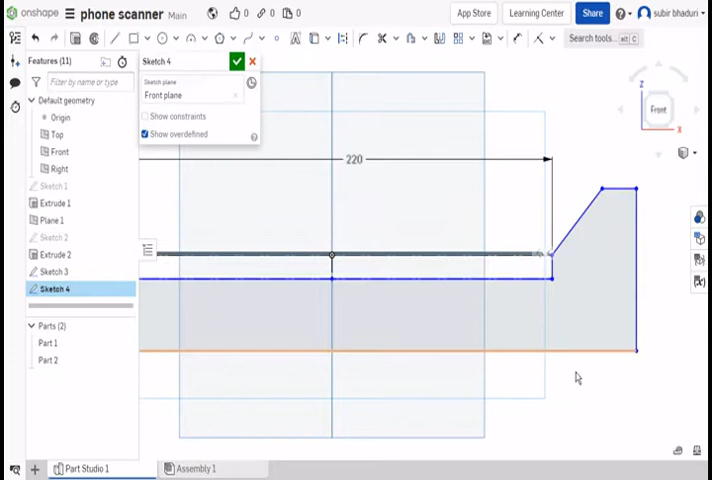 onshape
phone scanner Main
0 0 0
App Store
Learning Center
Share
subir bhaduri
Search tools... alt C
Features (11)
Filter by name or type
Default geometry
Origin
Top
Front
Right
Sketch 1
Extrude 1
Plane 1
Sketch 2
Extrude 2
Sketch 3
Sketch 4
Parts (2)
Part 1
Part 2
Sketch 4
Sketch plane
Front plane
Show constraints
Show overdefined
220
Z
Front
X
Part Studio 1
Assembly 1